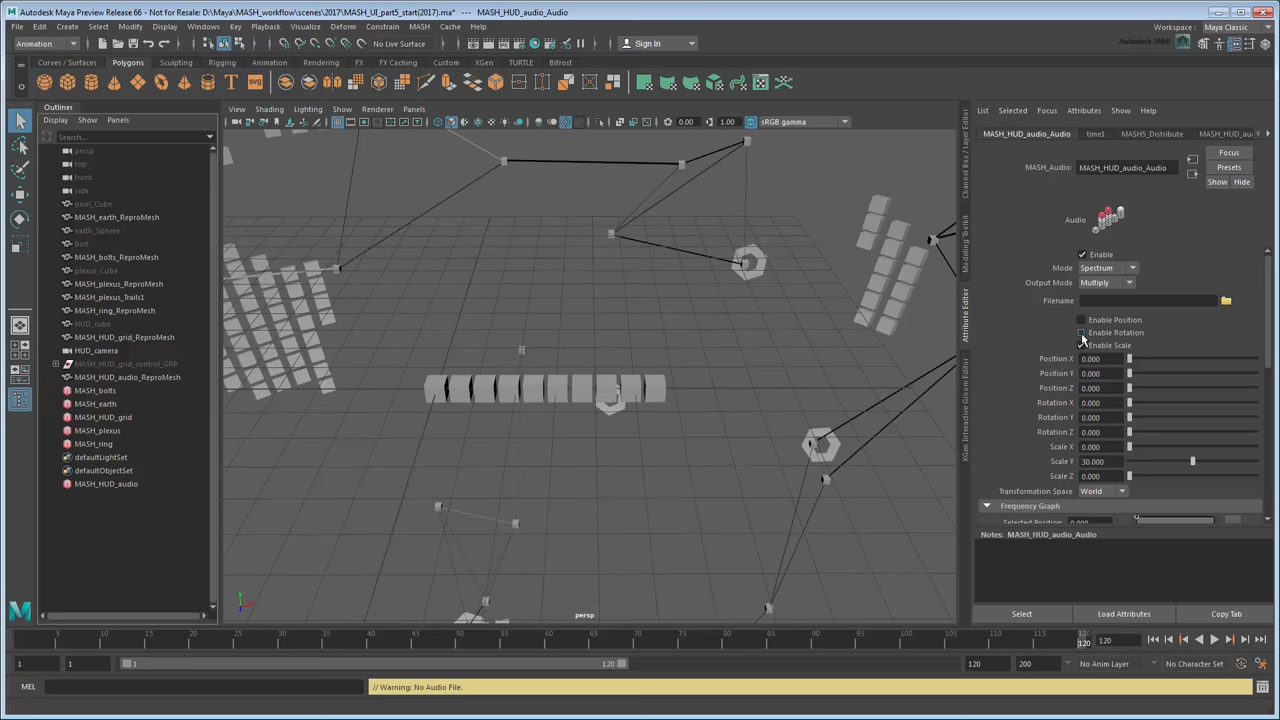 Autodesk Maya Preview Release 66 - Not for Resale: D:\Maya\MASH_workflow\scenes\2017\MASH_UI_part5_start(2017).ma* --- MASH_HUD_audio_Audio
File Edit Create Select Modify Display Windows Key Playback Visualize Deform Constrain MASH Cache Help
Workspace: Maya Classic
Animation
No Live Surface
Sign In
Curves / Surfaces Polygons Sculpting Rigging Animation Rendering FX FX Caching Custom XGen TURTLE Bifrost
Outliner
Display Show Panels
Search...
persp
top
front
side
pixel_Cube
MASH_earth_ReproMesh
earth_Sphere
bolt
MASH_bolts_ReproMesh
plexus_Cube
MASH_plexus_ReproMesh
MASH_plexus_Trails1
MASH_ring_ReproMesh
HUD_cube
MASH_HUD_grid_ReproMesh
HUD_camera
MASH_HUD_grid_control_GRP
MASH_HUD_audio_ReproMesh
MASH_bolts
MASH_earth
MASH_HUD_grid
MASH_plexus
MASH_ring
defaultLightSet
defaultObjectSet
MASH_HUD_audio
View Shading Lighting Show Renderer Panels
0.00 1.00 sRGB gamma
persp
Channel Box / Layer Editor
Modeling Toolkit
Attribute Editor
XGen Interactive Groom Editor
List Selected Focus Attributes Show Help
MASH_HUD_audio_Audio time1 MASH5_Distribute MASH_HUD_au
MASH_Audio: MASH_HUD_audio_Audio
Focus
Presets
Show Hide
Audio
Enable
Mode Spectrum
Output Mode Multiply
Filename
Enable Position
Enable Rotation
Enable Scale
Position X 0.000
Position Y 0.000
Position Z 0.000
Rotation X 0.000
Rotation Y 0.000
Rotation Z 0.000
Scale X 0.000
Scale Y 30.000
Scale Z 0.000
Transformation Space World
Frequency Graph
Selected Position 0.000
Notes: MASH_HUD_audio_Audio
Select Load Attributes Copy Tab
5 10 15 20 25 30 35 40 45 50 55 60 65 70 75 80 85 90 95 100 105 110 115 120
120
120
1 1 1 120 120 200 No Anim Layer No Character Set
MEL // Warning: No Audio File.